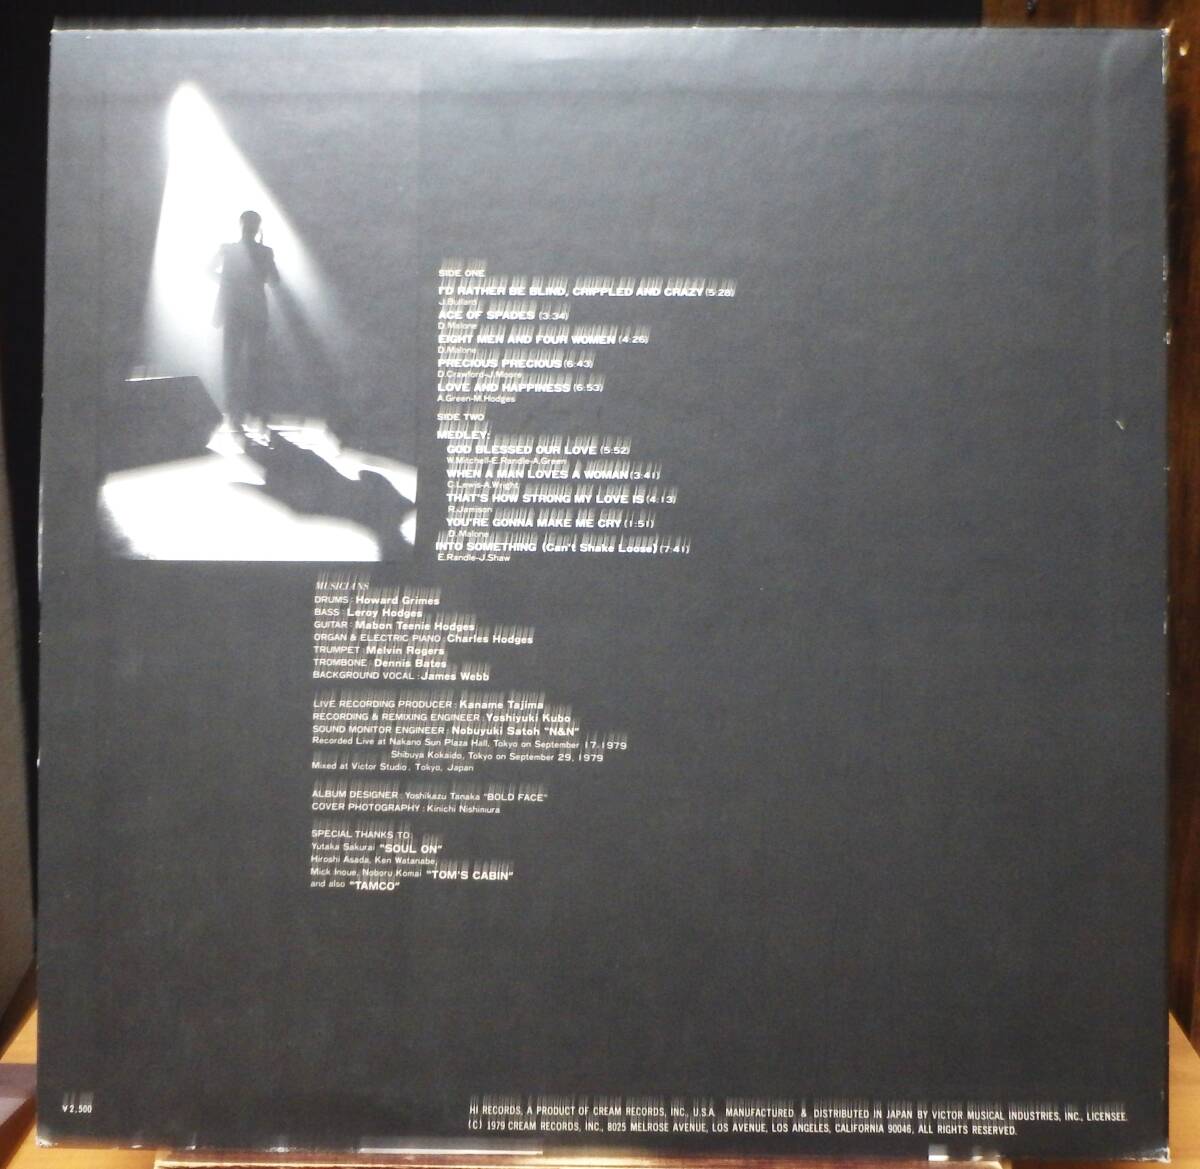 SIDE ONE
I'D RATHER BE BLIND, CRIPPLED AND CRAZY (5:28)
J.Bullard
ACE OF SPADES (3:34)
D.Malone
EIGHT MEN AND FOUR WOMEN (4:26)
D.Malone
PRECIOUS PRECIOUS (6:43)
D.Crawford-J.Moore
LOVE AND HAPPINESS (6:53)
A.Green-M.Hodges
SIDE TWO
MEDLEY:
GOD BLESSED OUR LOVE (5:52)
W.Mitchell-E.Randle-A.Green
WHEN A MAN LOVES A WOMAN (3:41)
C.Lewis-A.Wright
THAT'S HOW STRONG MY LOVE IS (4:13)
R.Jamison
YOU'RE GONNA MAKE ME CRY (1:51)
D.Malone
INTO SOMETHING (Can't Shake Loose) (7:41)
E.Randle-J.Shaw
MUSICIANS
DRUMS: Howard Grimes
BASS: Leroy Hodges
GUITAR: Mabon Teenie Hodges
ORGAN & ELECTRIC PIANO: Charles Hodges
TRUMPET: Melvin Rogers
TROMBONE: Dennis Bates
BACKGROUND VOCAL: James Webb
LIVE RECORDING PRODUCER: Kaname Tajima
RECORDING & REMIXING ENGINEER: Yoshiyuki Kubo
SOUND MONITOR ENGINEER: Nobuyuki Satoh "N&N"
Recorded Live at Nakano Sun Plaza Hall, Tokyo on September 17, 1979
Shibuya Kokaido, Tokyo on September 29, 1979
Mixed at Victor Studio, Tokyo, Japan
ALBUM DESIGNER: Yoshikazu Tanaka "BOLD FACE"
COVER PHOTOGRAPHY: Kinichi Nishimura
SPECIAL THANKS TO
Yutaka Sakurai "SOUL ON"
Hiroshi Asada, Ken Watanabe,
Mick Inoue, Noboru Komai "TOM'S CABIN"
and also "TAMCO"
¥2,500
HI RECORDS, A PRODUCT OF CREAM RECORDS, INC., U.S.A. MANUFACTURED & DISTRIBUTED IN JAPAN BY VICTOR MUSICAL INDUSTRIES, INC., LICENSEE.
(C) 1979 CREAM RECORDS, INC., 8025 MELROSE AVENUE, LOS AVENUE, LOS ANGELES, CALIFORNIA 90046, ALL RIGHTS RESERVED.